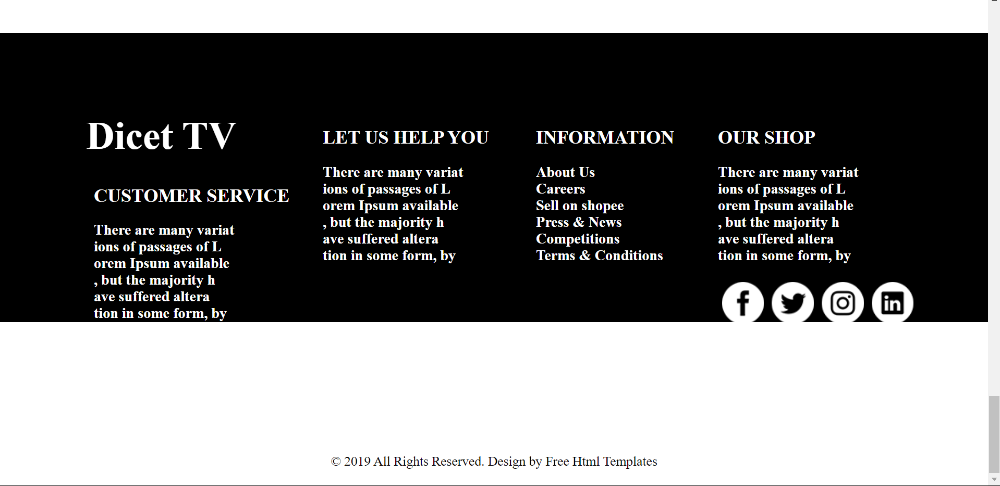 Dicet TV
CUSTOMER SERVICE
There are many variat
ions of passages of L
orem Ipsum available
, but the majority h
ave suffered altera
tion in some form, by
LET US HELP YOU
There are many variat
ions of passages of L
orem Ipsum available
, but the majority h
ave suffered altera
tion in some form, by
INFORMATION
About Us
Careers
Sell on shopee
Press & News
Competitions
Terms & Conditions
OUR SHOP
There are many variat
ions of passages of L
orem Ipsum available
, but the majority h
ave suffered altera
tion in some form, by
© 2019 All Rights Reserved. Design by Free Html Templates